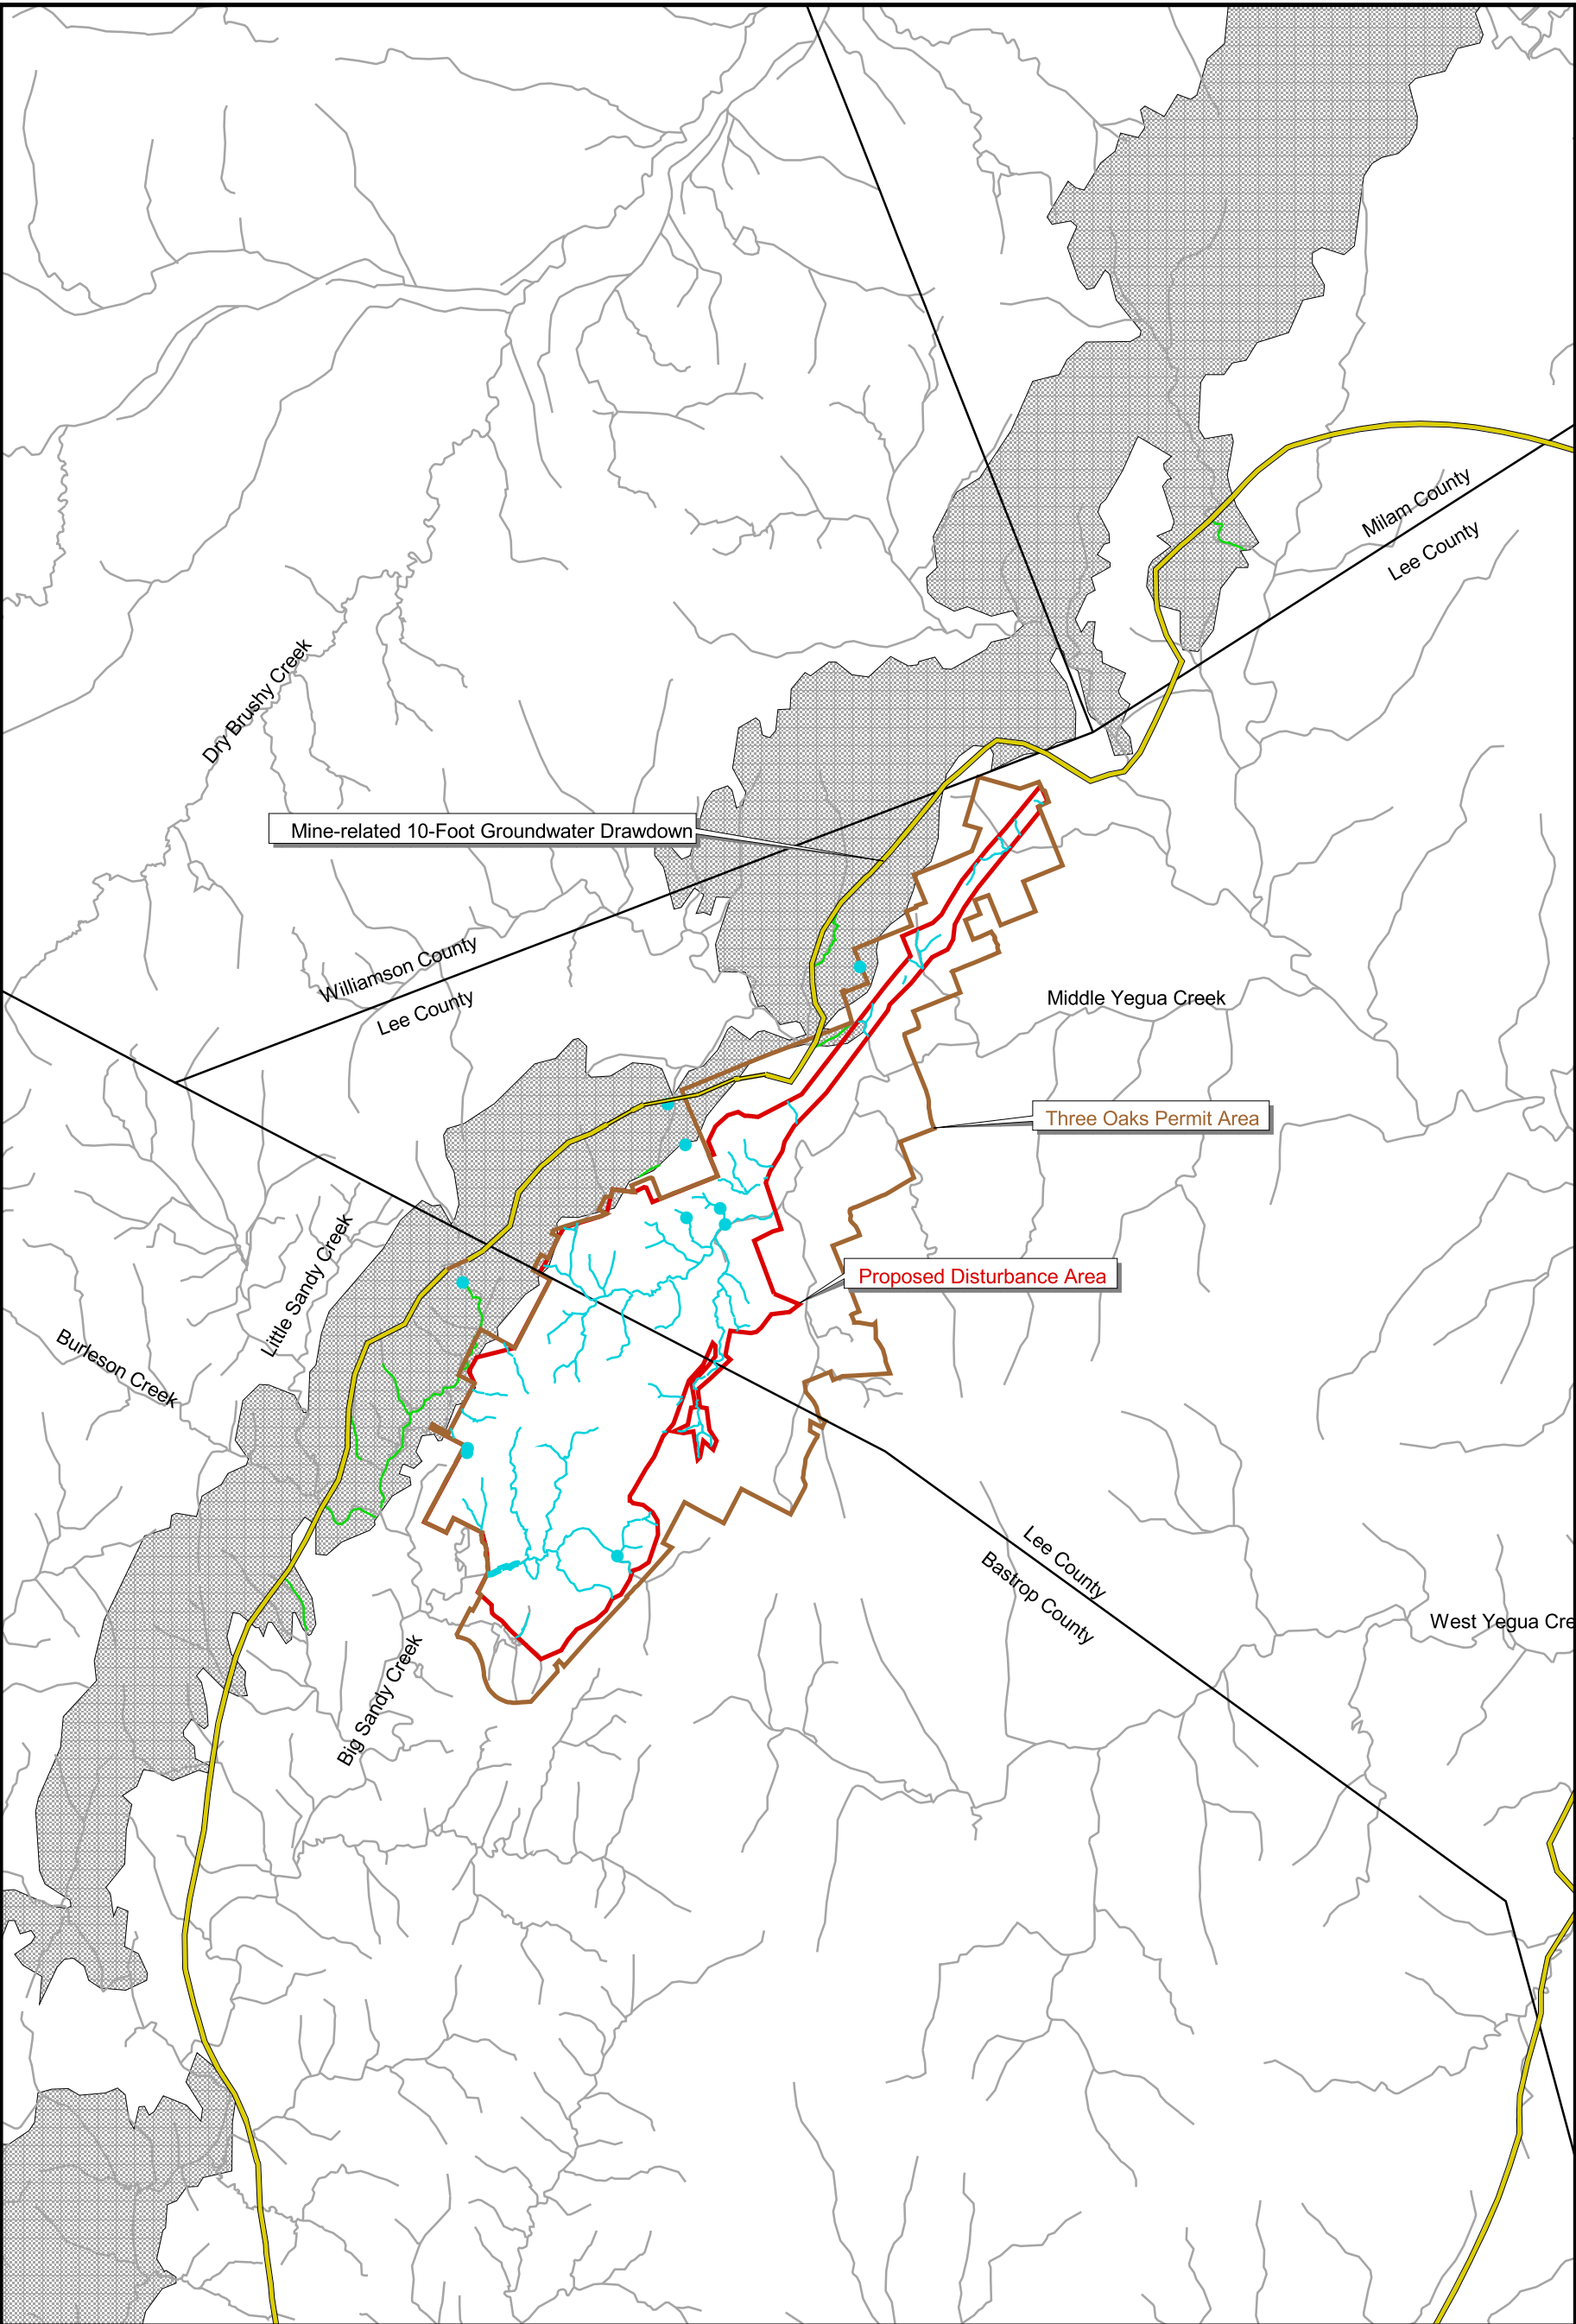 Milam County
Lee County
Dry Brushy Creek
Mine-related 10-Foot Groundwater Drawdown
Williamson County
Lee County
Middle Yegua Creek
Three Oaks Permit Area
Little Sandy Creek
Proposed Disturbance Area
Burleson Creek
Lee County
Bastrop County
West Yegua Cre
Big Sandy Creek